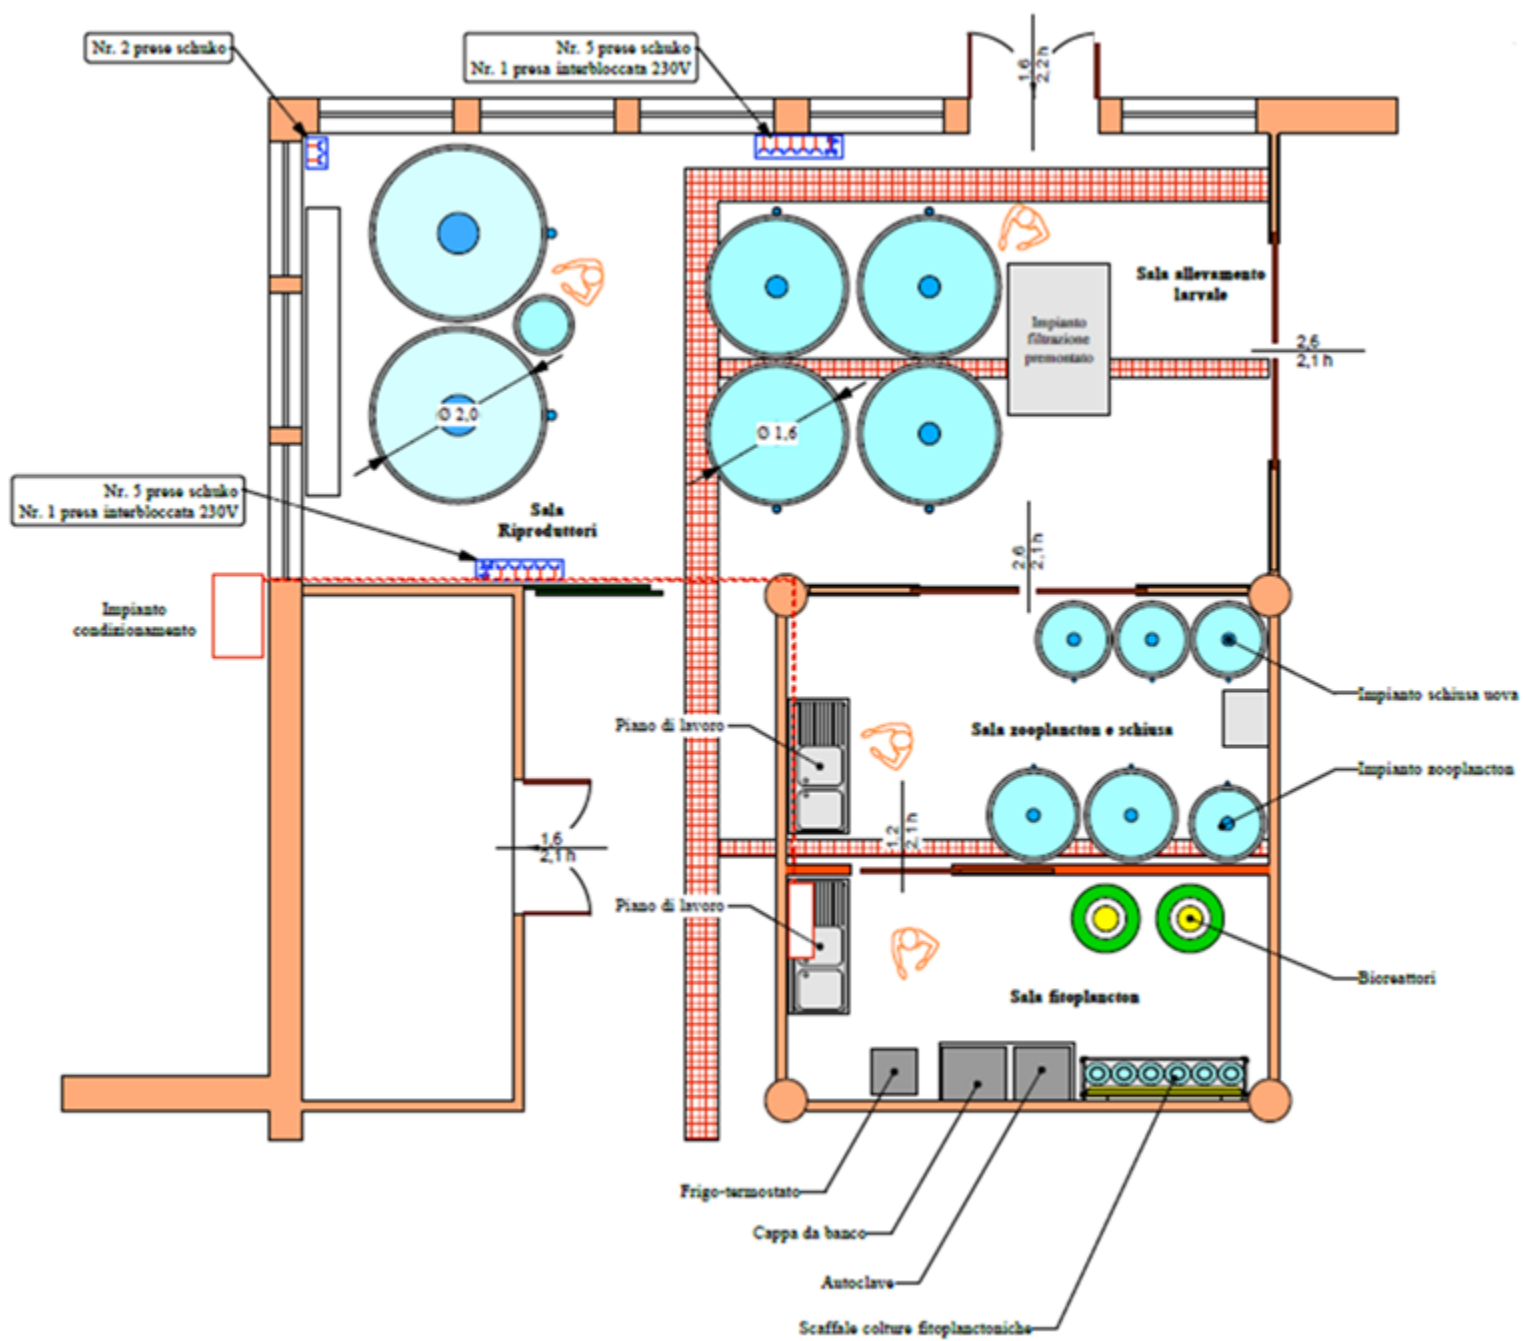 Nr. 2 prese schuko
Nr. 5 prese schuko
Nr. 1 presa interbloccata 230V
1,6
2,2 h
Sala allevamento
larvale
Impianto
filtrazione
premontato
2,6
2,1 h
Ø 2,0
Ø 1,6
Nr. 5 prese schuko
Nr. 1 presa interbloccata 230V
Sala
Riproduttori
2,6
2,1 h
Impianto
condizionamento
Impianto schiusa uova
Piano di lavoro
Sala zooplancton e schiusa
Impianto zooplancton
1,2
2,1 h
1,6
2,1 h
Piano di lavoro
Bioreattori
Sala fitoplancton
Frigo-termostato
Cappa da banco
Autoclave
Scaffale colture fitoplanctoniche